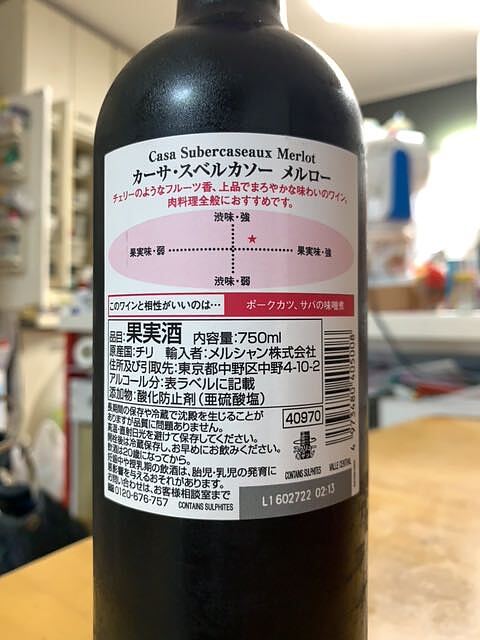 Casa Subercaseaux Merlot
カーサ・スベルカソー メルロー
チェリーのようなフルーツ香、上品でまろやかな味わいのワイン。
肉料理全般におすすめです。
渋味・強
果実味・弱
果実味・強
渋味・弱
このワインと相性がいいのは…
ポークカツ、サバの味噌煮
品目:果実酒 内容量:750ml
原産国:チリ 輸入者:メルシャン株式会社
住所及び引取先:東京都中野区中野4-10-2
アルコール分:表ラベルに記載
添加物:酸化防止剤(亜硫酸塩)
長期間の保存や冷蔵で沈殿を生じることが
ありますが品質に問題ありません。
高温・直射日光を避けて保存してください。
開栓後は冷蔵保存し、お早めにお飲みください。
飲酒は20歳になってから。
妊娠中や授乳期の飲酒は、胎児・乳児の発育に
悪影響を与えるおそれがあります。
お問い合わせは、お客様相談室まで
0120-676-757 CONTAINS SULPHITES
40970
CONTAINS SULPHITES
VALLE CENTRAL
4 973480 405008
L1602722 02:13